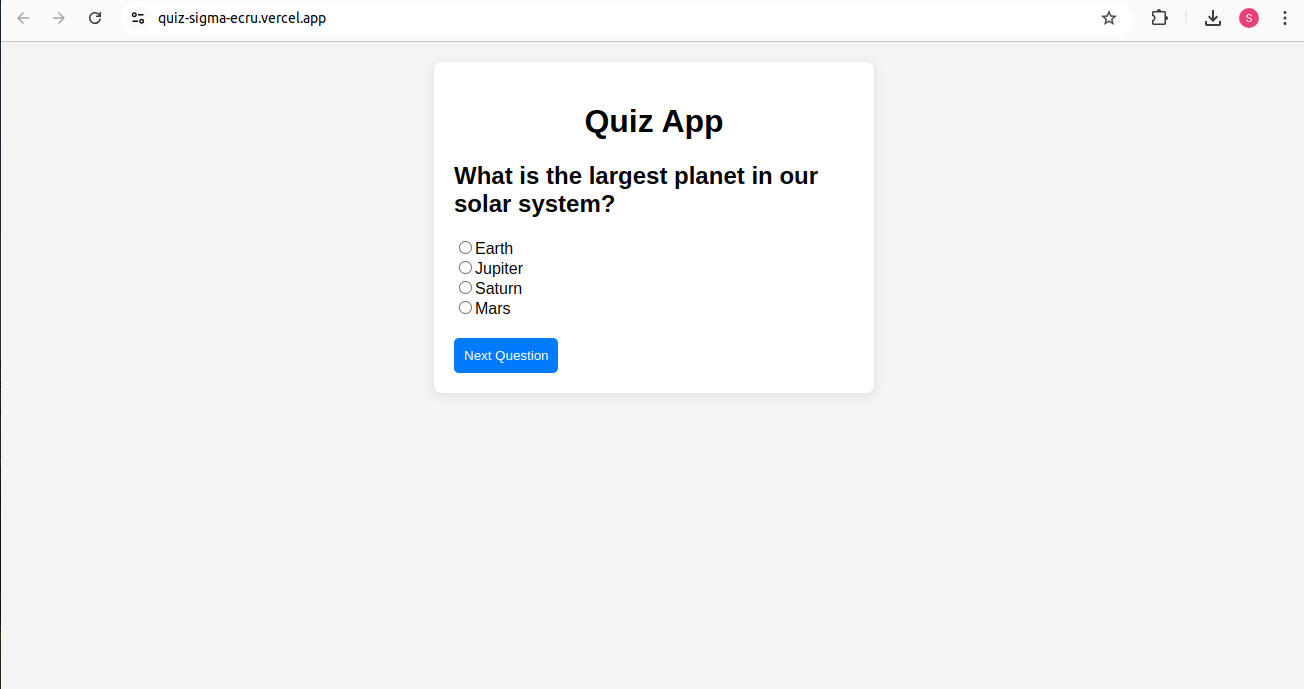 quiz-sigma-ecru.vercel.app
S
Quiz App
What is the largest planet in our
solar system?
Earth
Jupiter
Saturn
Mars
Next Question